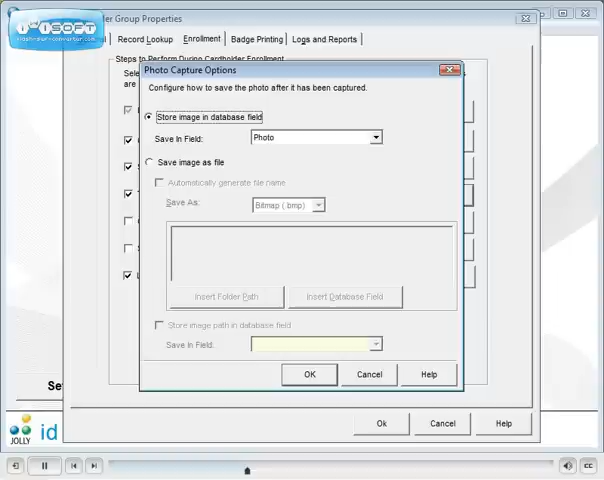 der Group Properties
Record Lookup
Enrollment
Badge Printing
Logs and Reports
Steps to Perform During Cardholder Enrollment
Photo Capture Options
Configure how to save the photo after it has been captured.
Store image in database field
Save In Field:
Photo
Save image as file
Automatically generate file name
Save As:
Bitmap (.bmp)
Insert Folder Path
Insert Database Field
Store image path in database field
Save In Field:
OK
Cancel
Help
Ok
Cancel
Help
JOLLY
id
CC